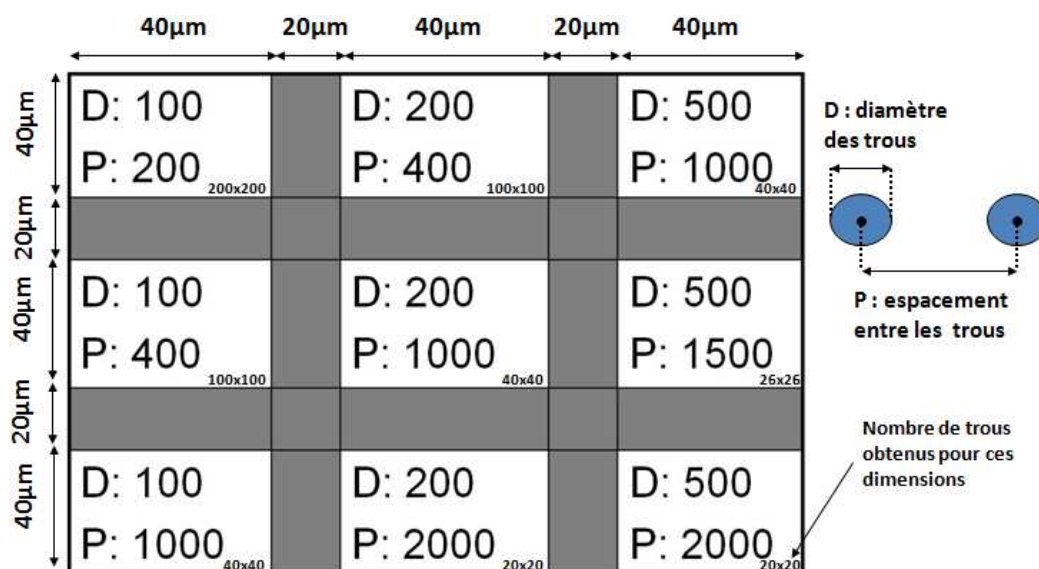 40µm 20µm 40µm 20µm 40µm
40µm
D: 100
P: 200
200x200
D: 200
P: 400
100x100
D: 500
P: 1000
40x40
20µm
40µm
D: 100
P: 400
100x100
D: 200
P: 1000
40x40
D: 500
P: 1500
26x26
20µm
40µm
D: 100
P: 1000
40x40
D: 200
P: 2000
20x20
D: 500
P: 2000
20x20
D : diamètre
des trous
P : espacement
entre les trous
Nombre de trous
obtenus pour ces
dimensions